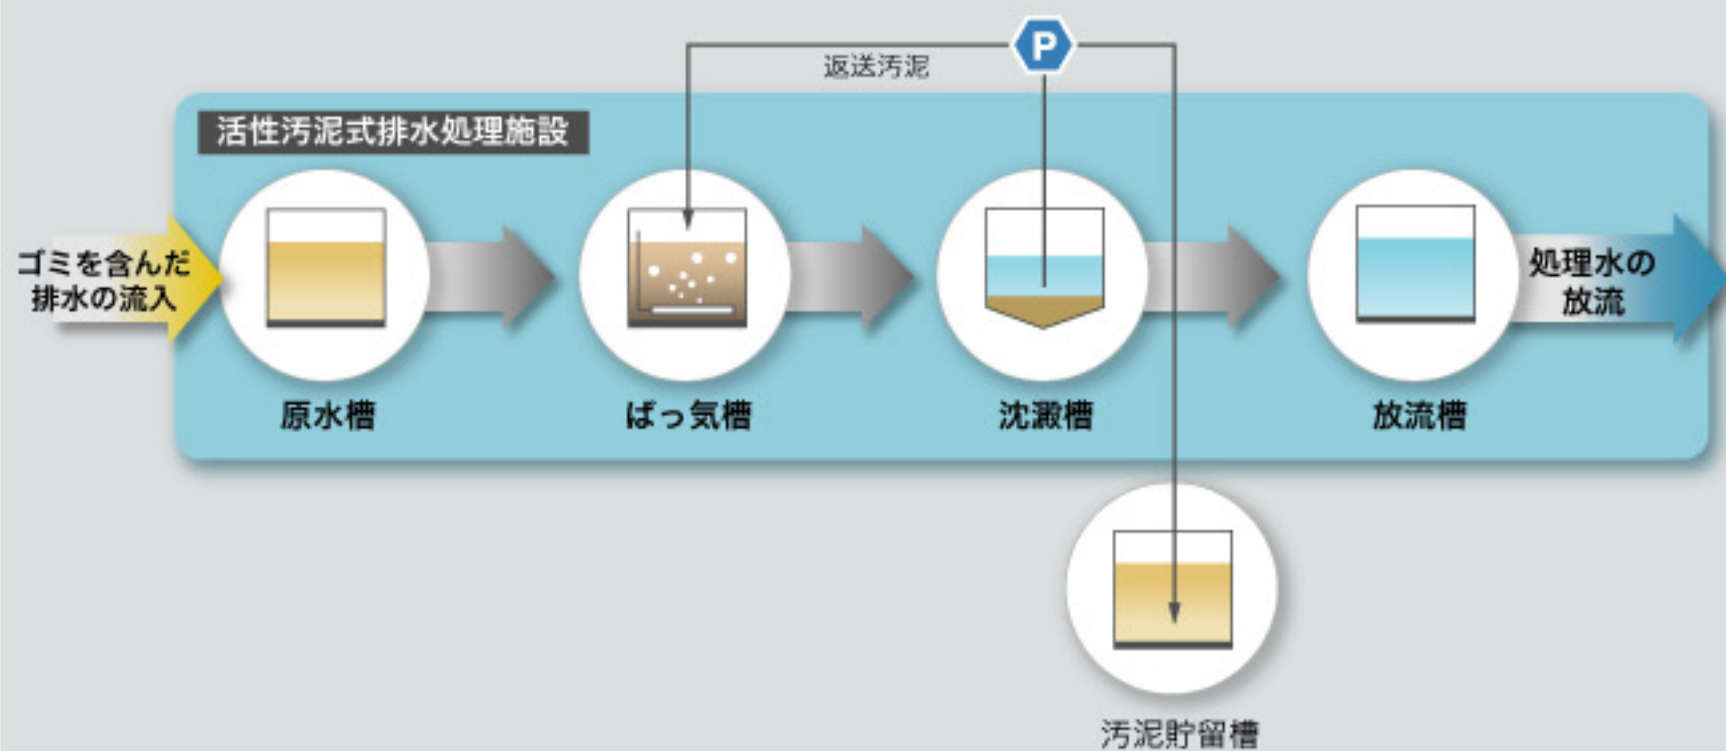 P
返送汚泥
活性汚泥式排水処理施設
ゴミを含んだ
排水の流入
処理水の
放流
原水槽
ばっ気槽
沈澱槽
放流槽
汚泥貯留槽